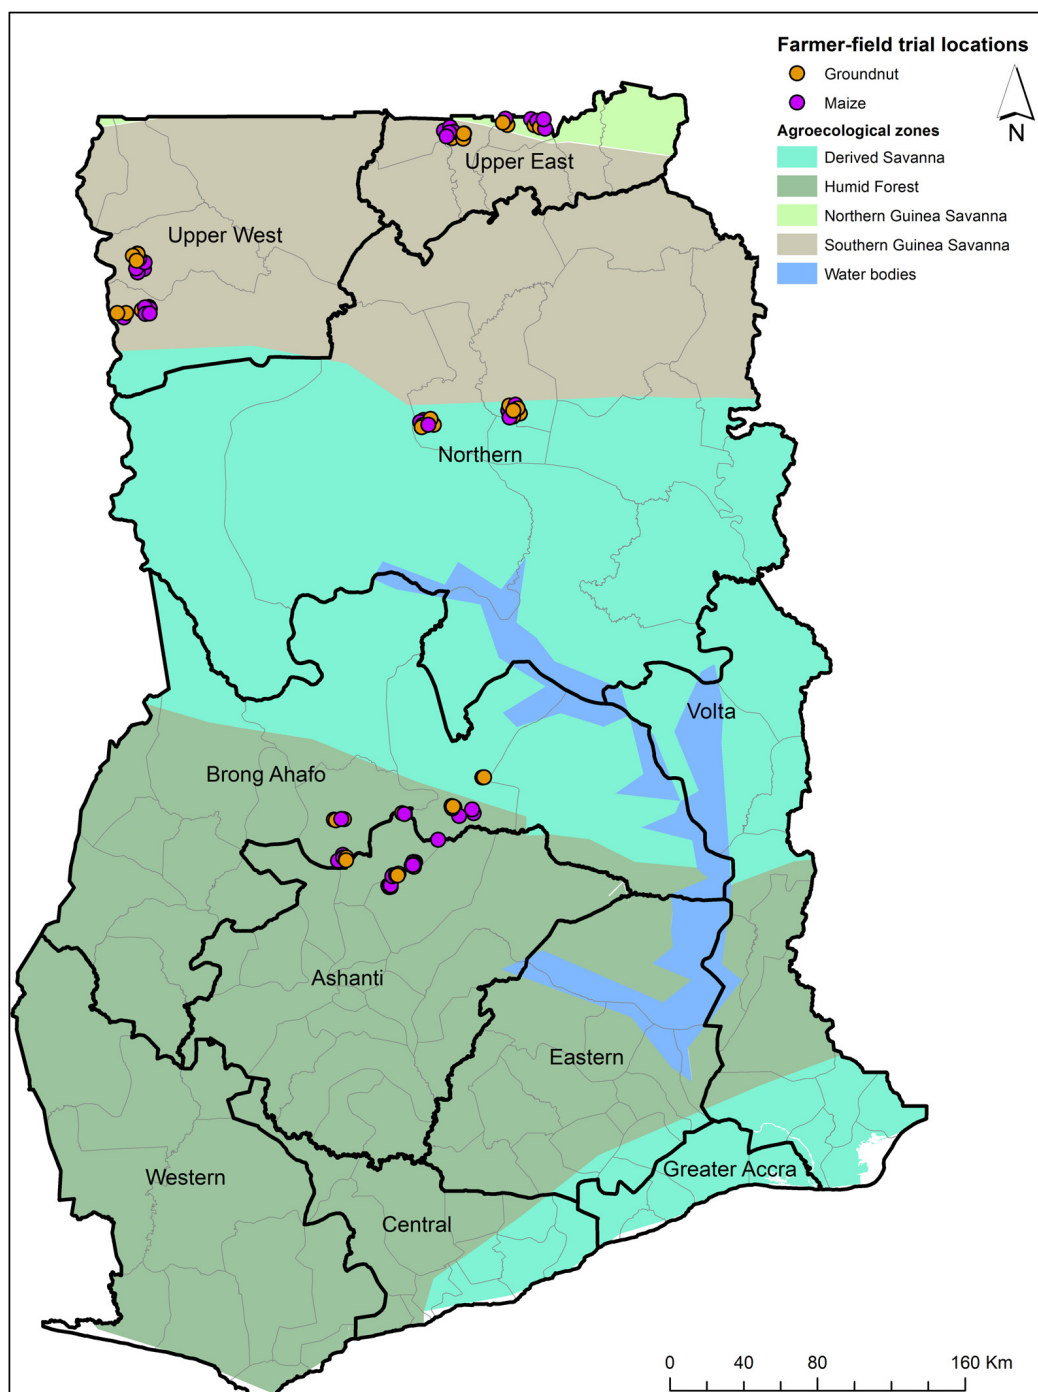 Farmer-field trial locations
Groundnut
Maize
N
Agroecological zones
Derived Savanna
Humid Forest
Northern Guinea Savanna
Southern Guinea Savanna
Water bodies
Upper East
Upper West
Northern
Volta
Brong Ahafo
Ashanti
Eastern
Western
Greater Accra
Central
0 40 80 160 Km